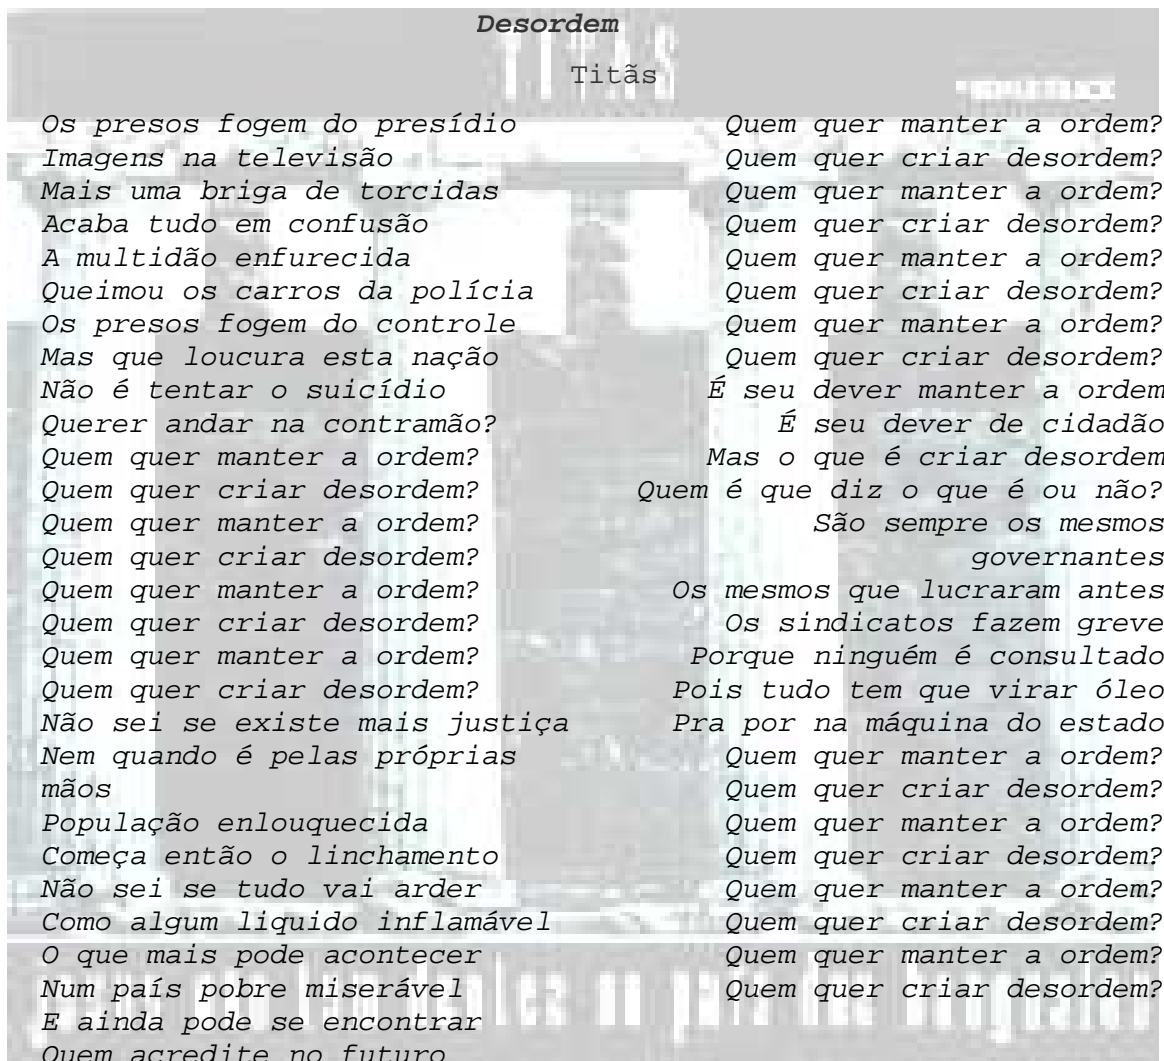 Desordem
TITÃS
Titãs
Os presos fogem do presídio
Imagens na televisão
Mais uma briga de torcidas
Acaba tudo em confusão
A multidão enfurecida
Queimou os carros da polícia
Os presos fogem do controle
Mas que loucura esta nação
Não é tentar o suicídio
Querer andar na contramão?
Quem quer manter a ordem?
Quem quer criar desordem?
Quem quer manter a ordem?
Quem quer criar desordem?
Quem quer manter a ordem?
Quem quer criar desordem?
Quem quer manter a ordem?
Quem quer criar desordem?
Não sei se existe mais justiça
Nem quando é pelas próprias
mãos
População enlouquecida
Começa então o linchamento
Não sei se tudo vai arder
Como algum liquido inflamável
O que mais pode acontecer
Num país pobre miserável
E ainda pode se encontrar
Quem acredite no futuro
Quem quer manter a ordem?
Quem quer criar desordem?
Quem quer manter a ordem?
Quem quer criar desordem?
Quem quer manter a ordem?
Quem quer criar desordem?
Quem quer manter a ordem?
Quem quer criar desordem?
É seu dever manter a ordem
É seu dever de cidadão
Mas o que é criar desordem
Quem é que diz o que é ou não?
São sempre os mesmos
governantes
Os mesmos que lucraram antes
Os sindicatos fazem greve
Porque ninguém é consultado
Pois tudo tem que virar óleo
Pra por na máquina do estado
Quem quer manter a ordem?
Quem quer criar desordem?
Quem quer manter a ordem?
Quem quer criar desordem?
Quem quer manter a ordem?
Quem quer criar desordem?
Quem quer manter a ordem?
Quem quer criar desordem?